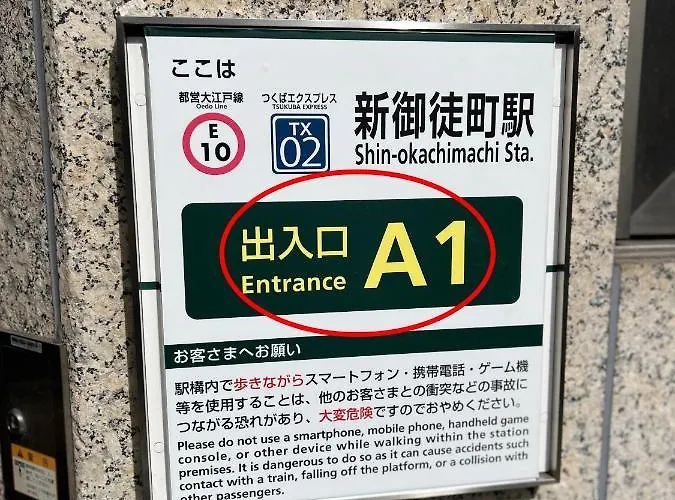 ここは
都営大江戸線
Oedo Line
E
10
つくばエクスプレス
TSUKUBA EXPRESS
TX
02
新御徒町駅
Shin-okachimachi Sta.
出入口
Entrance
A1
お客さまへお願い
駅構内で歩きながらスマートフォン・携帯電話・ゲーム機
等を使用することは、他のお客さまとの衝突などの事故に
つながる恐れがあり、大変危険ですのでおやめください。
Please do not use a smartphone, mobile phone, handheld game
console, or other device while walking within the station
premises. It is dangerous to do so as it can cause accidents such
contact with a train, falling off the platform, or a collision with
other passengers.